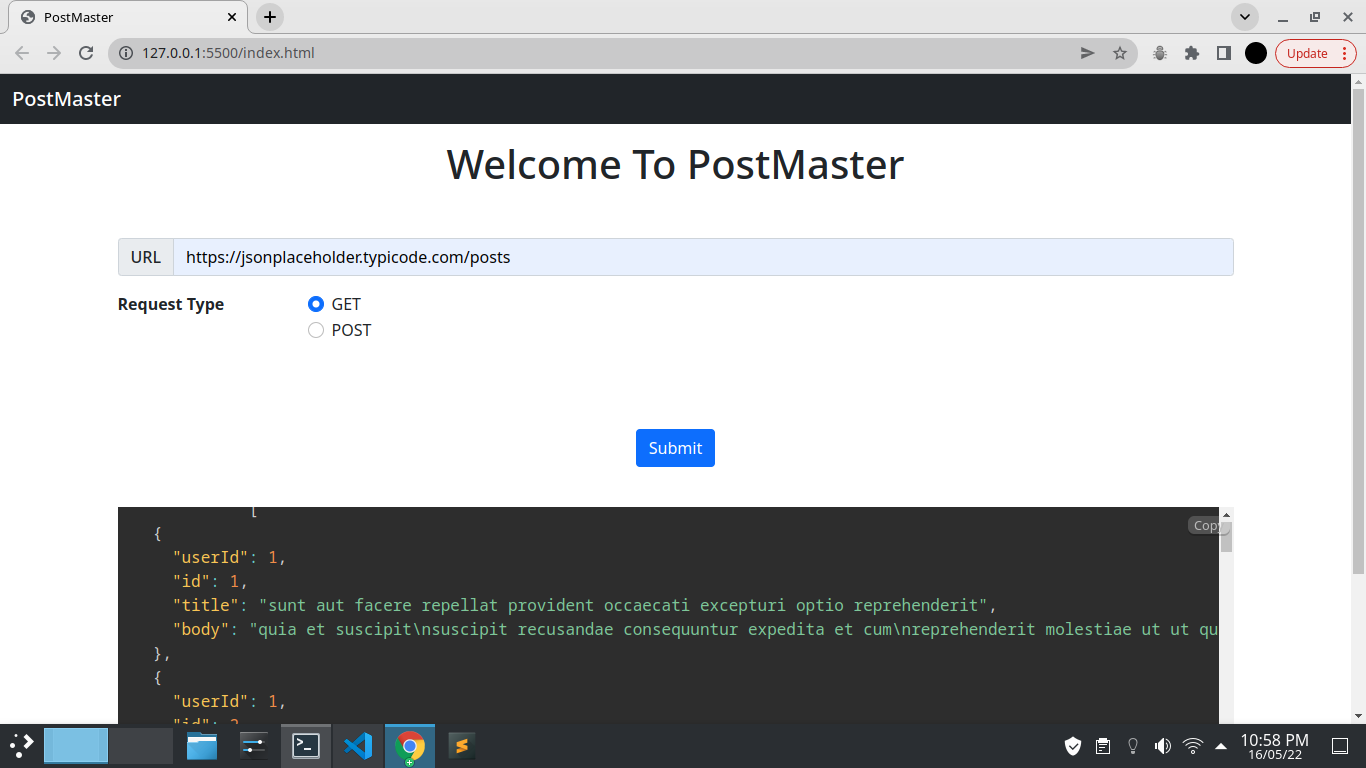 PostMaster
127.0.0.1:5500/index.html
Update
PostMaster
Welcome To PostMaster
URL
https://jsonplaceholder.typicode.com/posts
Request Type
GET
POST
Submit
[
Copy
{
"userId": 1,
"id": 1,
"title": "sunt aut facere repellat provident occaecati excepturi optio reprehenderit",
"body": "quia et suscipit\nsuscipit recusandae consequuntur expedita et cum\nreprehenderit molestiae ut ut qu
},
{
"userId": 1,
"id": 2
10:58 PM
16/05/22